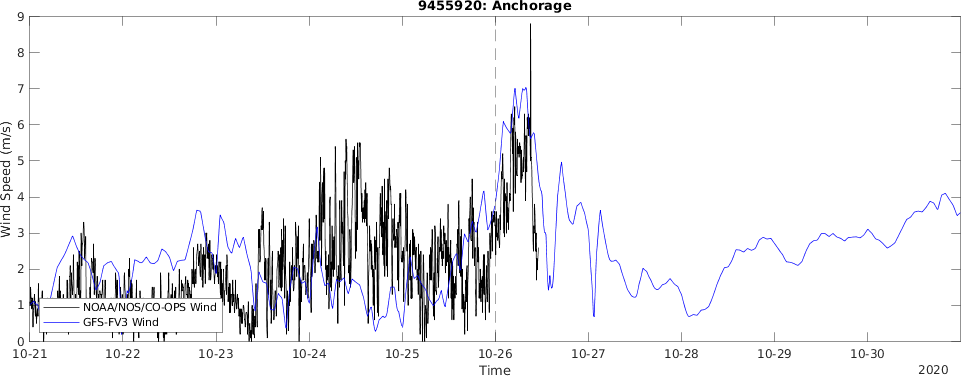 9455920: Anchorage
9
8
7
6
5
4
3
2
1
0
Wind Speed (m/s)
NOAA/NOS/CO-OPS Wind
GFS-FV3 Wind
10-21 10-22 10-23 10-24 10-25 10-26 10-27 10-28 10-29 10-30
Time
2020